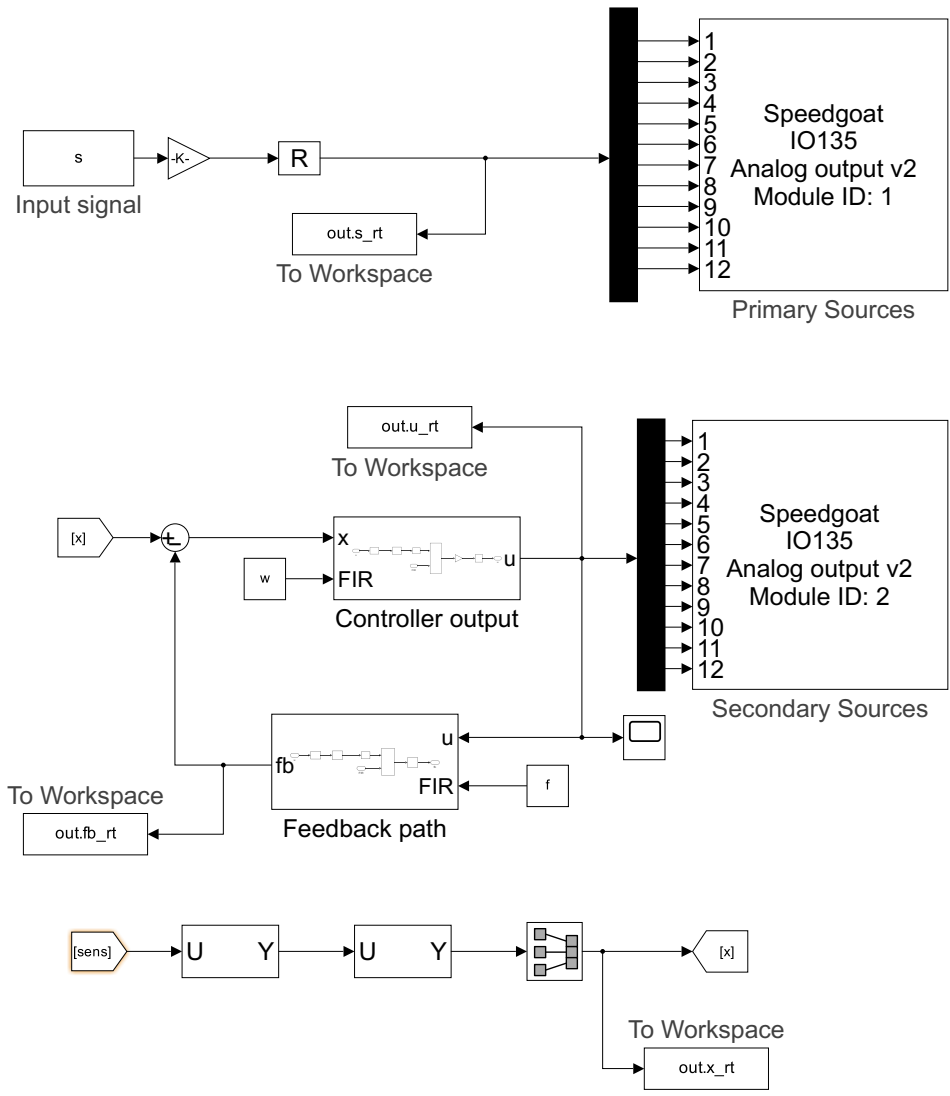 s
Input signal
-K-
R
out.s_rt
To Workspace
1
2
3
4
5
6
7
8
9
10
11
12
Speedgoat
IO135
Analog output v2
Module ID: 1
Primary Sources
out.u_rt
To Workspace
[x]
w
x
FIR
u
Controller output
1
2
3
4
5
6
7
8
9
10
11
12
Speedgoat
IO135
Analog output v2
Module ID: 2
Secondary Sources
u
fb
FIR
f
Feedback path
To Workspace
out.fb_rt
[sens]
U Y
U Y
[x]
To Workspace
out.x_rt